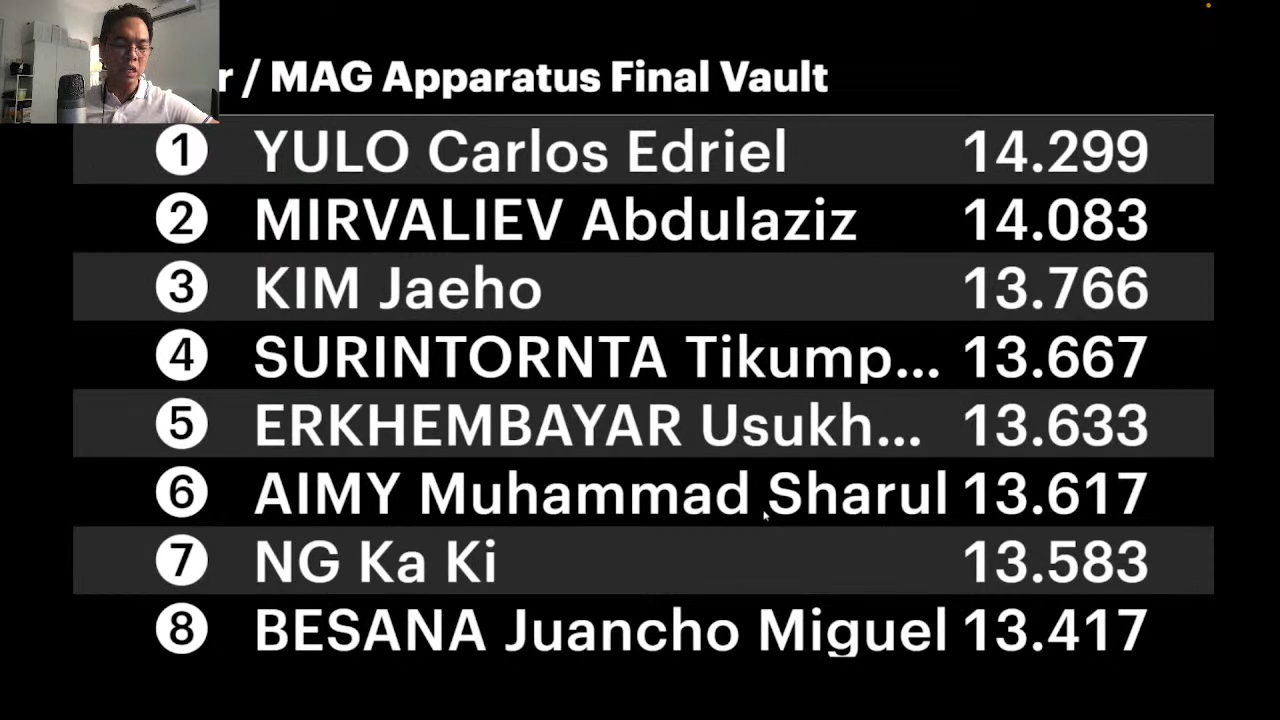 r / MAG Apparatus Final Vault
1 YULO Carlos Edriel 14.299
2 MIRVALIEV Abdulaziz 14.083
3 KIM Jaeho 13.766
4 SURINTORNTA Tikump... 13.667
5 ERKHEMBAYAR Usukh... 13.633
6 AIMY Muhammad Sharul 13.617
7 NG Ka Ki 13.583
8 BESANA Juancho Miguel 13.417